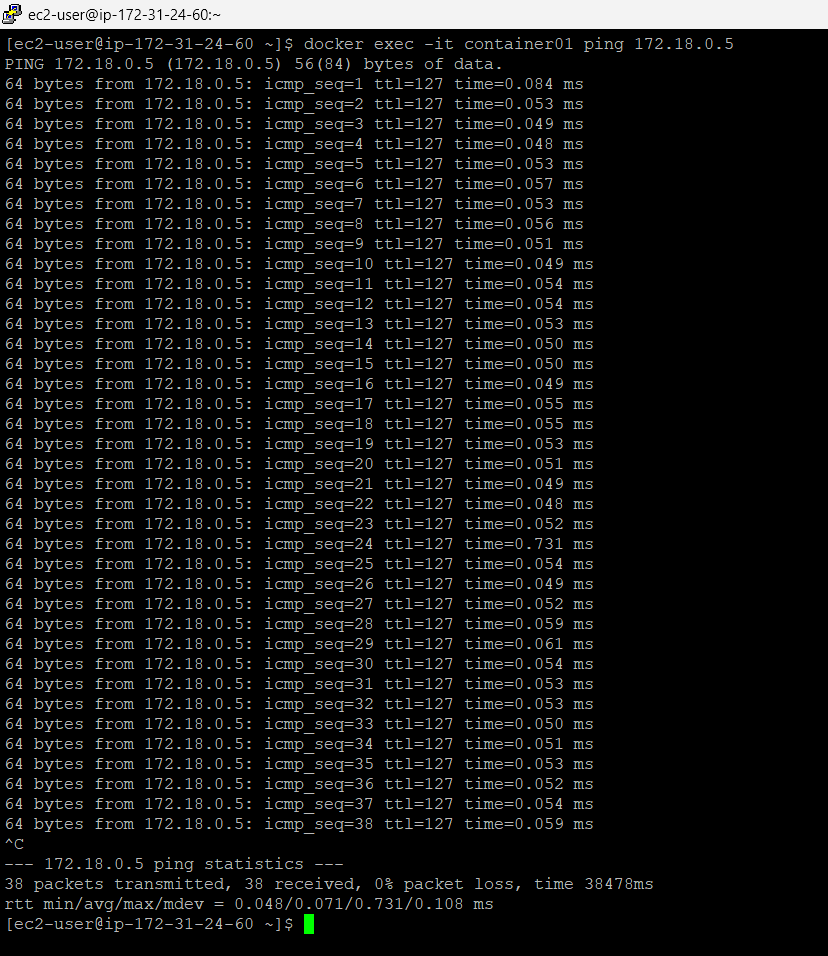 ec2-user@ip-172-31-24-60:~
[ec2-user@ip-172-31-24-60 ~]$ docker exec -it container01 ping 172.18.0.5
PING 172.18.0.5 (172.18.0.5) 56(84) bytes of data.
64 bytes from 172.18.0.5: icmp_seq=1 ttl=127 time=0.084 ms
64 bytes from 172.18.0.5: icmp_seq=2 ttl=127 time=0.053 ms
64 bytes from 172.18.0.5: icmp_seq=3 ttl=127 time=0.049 ms
64 bytes from 172.18.0.5: icmp_seq=4 ttl=127 time=0.048 ms
64 bytes from 172.18.0.5: icmp_seq=5 ttl=127 time=0.053 ms
64 bytes from 172.18.0.5: icmp_seq=6 ttl=127 time=0.057 ms
64 bytes from 172.18.0.5: icmp_seq=7 ttl=127 time=0.053 ms
64 bytes from 172.18.0.5: icmp_seq=8 ttl=127 time=0.056 ms
64 bytes from 172.18.0.5: icmp_seq=9 ttl=127 time=0.051 ms
64 bytes from 172.18.0.5: icmp_seq=10 ttl=127 time=0.049 ms
64 bytes from 172.18.0.5: icmp_seq=11 ttl=127 time=0.054 ms
64 bytes from 172.18.0.5: icmp_seq=12 ttl=127 time=0.054 ms
64 bytes from 172.18.0.5: icmp_seq=13 ttl=127 time=0.053 ms
64 bytes from 172.18.0.5: icmp_seq=14 ttl=127 time=0.050 ms
64 bytes from 172.18.0.5: icmp_seq=15 ttl=127 time=0.050 ms
64 bytes from 172.18.0.5: icmp_seq=16 ttl=127 time=0.049 ms
64 bytes from 172.18.0.5: icmp_seq=17 ttl=127 time=0.055 ms
64 bytes from 172.18.0.5: icmp_seq=18 ttl=127 time=0.055 ms
64 bytes from 172.18.0.5: icmp_seq=19 ttl=127 time=0.053 ms
64 bytes from 172.18.0.5: icmp_seq=20 ttl=127 time=0.051 ms
64 bytes from 172.18.0.5: icmp_seq=21 ttl=127 time=0.049 ms
64 bytes from 172.18.0.5: icmp_seq=22 ttl=127 time=0.048 ms
64 bytes from 172.18.0.5: icmp_seq=23 ttl=127 time=0.052 ms
64 bytes from 172.18.0.5: icmp_seq=24 ttl=127 time=0.731 ms
64 bytes from 172.18.0.5: icmp_seq=25 ttl=127 time=0.054 ms
64 bytes from 172.18.0.5: icmp_seq=26 ttl=127 time=0.049 ms
64 bytes from 172.18.0.5: icmp_seq=27 ttl=127 time=0.052 ms
64 bytes from 172.18.0.5: icmp_seq=28 ttl=127 time=0.059 ms
64 bytes from 172.18.0.5: icmp_seq=29 ttl=127 time=0.061 ms
64 bytes from 172.18.0.5: icmp_seq=30 ttl=127 time=0.054 ms
64 bytes from 172.18.0.5: icmp_seq=31 ttl=127 time=0.053 ms
64 bytes from 172.18.0.5: icmp_seq=32 ttl=127 time=0.053 ms
64 bytes from 172.18.0.5: icmp_seq=33 ttl=127 time=0.050 ms
64 bytes from 172.18.0.5: icmp_seq=34 ttl=127 time=0.051 ms
64 bytes from 172.18.0.5: icmp_seq=35 ttl=127 time=0.053 ms
64 bytes from 172.18.0.5: icmp_seq=36 ttl=127 time=0.052 ms
64 bytes from 172.18.0.5: icmp_seq=37 ttl=127 time=0.054 ms
64 bytes from 172.18.0.5: icmp_seq=38 ttl=127 time=0.059 ms
^C
--- 172.18.0.5 ping statistics ---
38 packets transmitted, 38 received, 0% packet loss, time 38478ms
rtt min/avg/max/mdev = 0.048/0.071/0.731/0.108 ms
[ec2-user@ip-172-31-24-60 ~]$